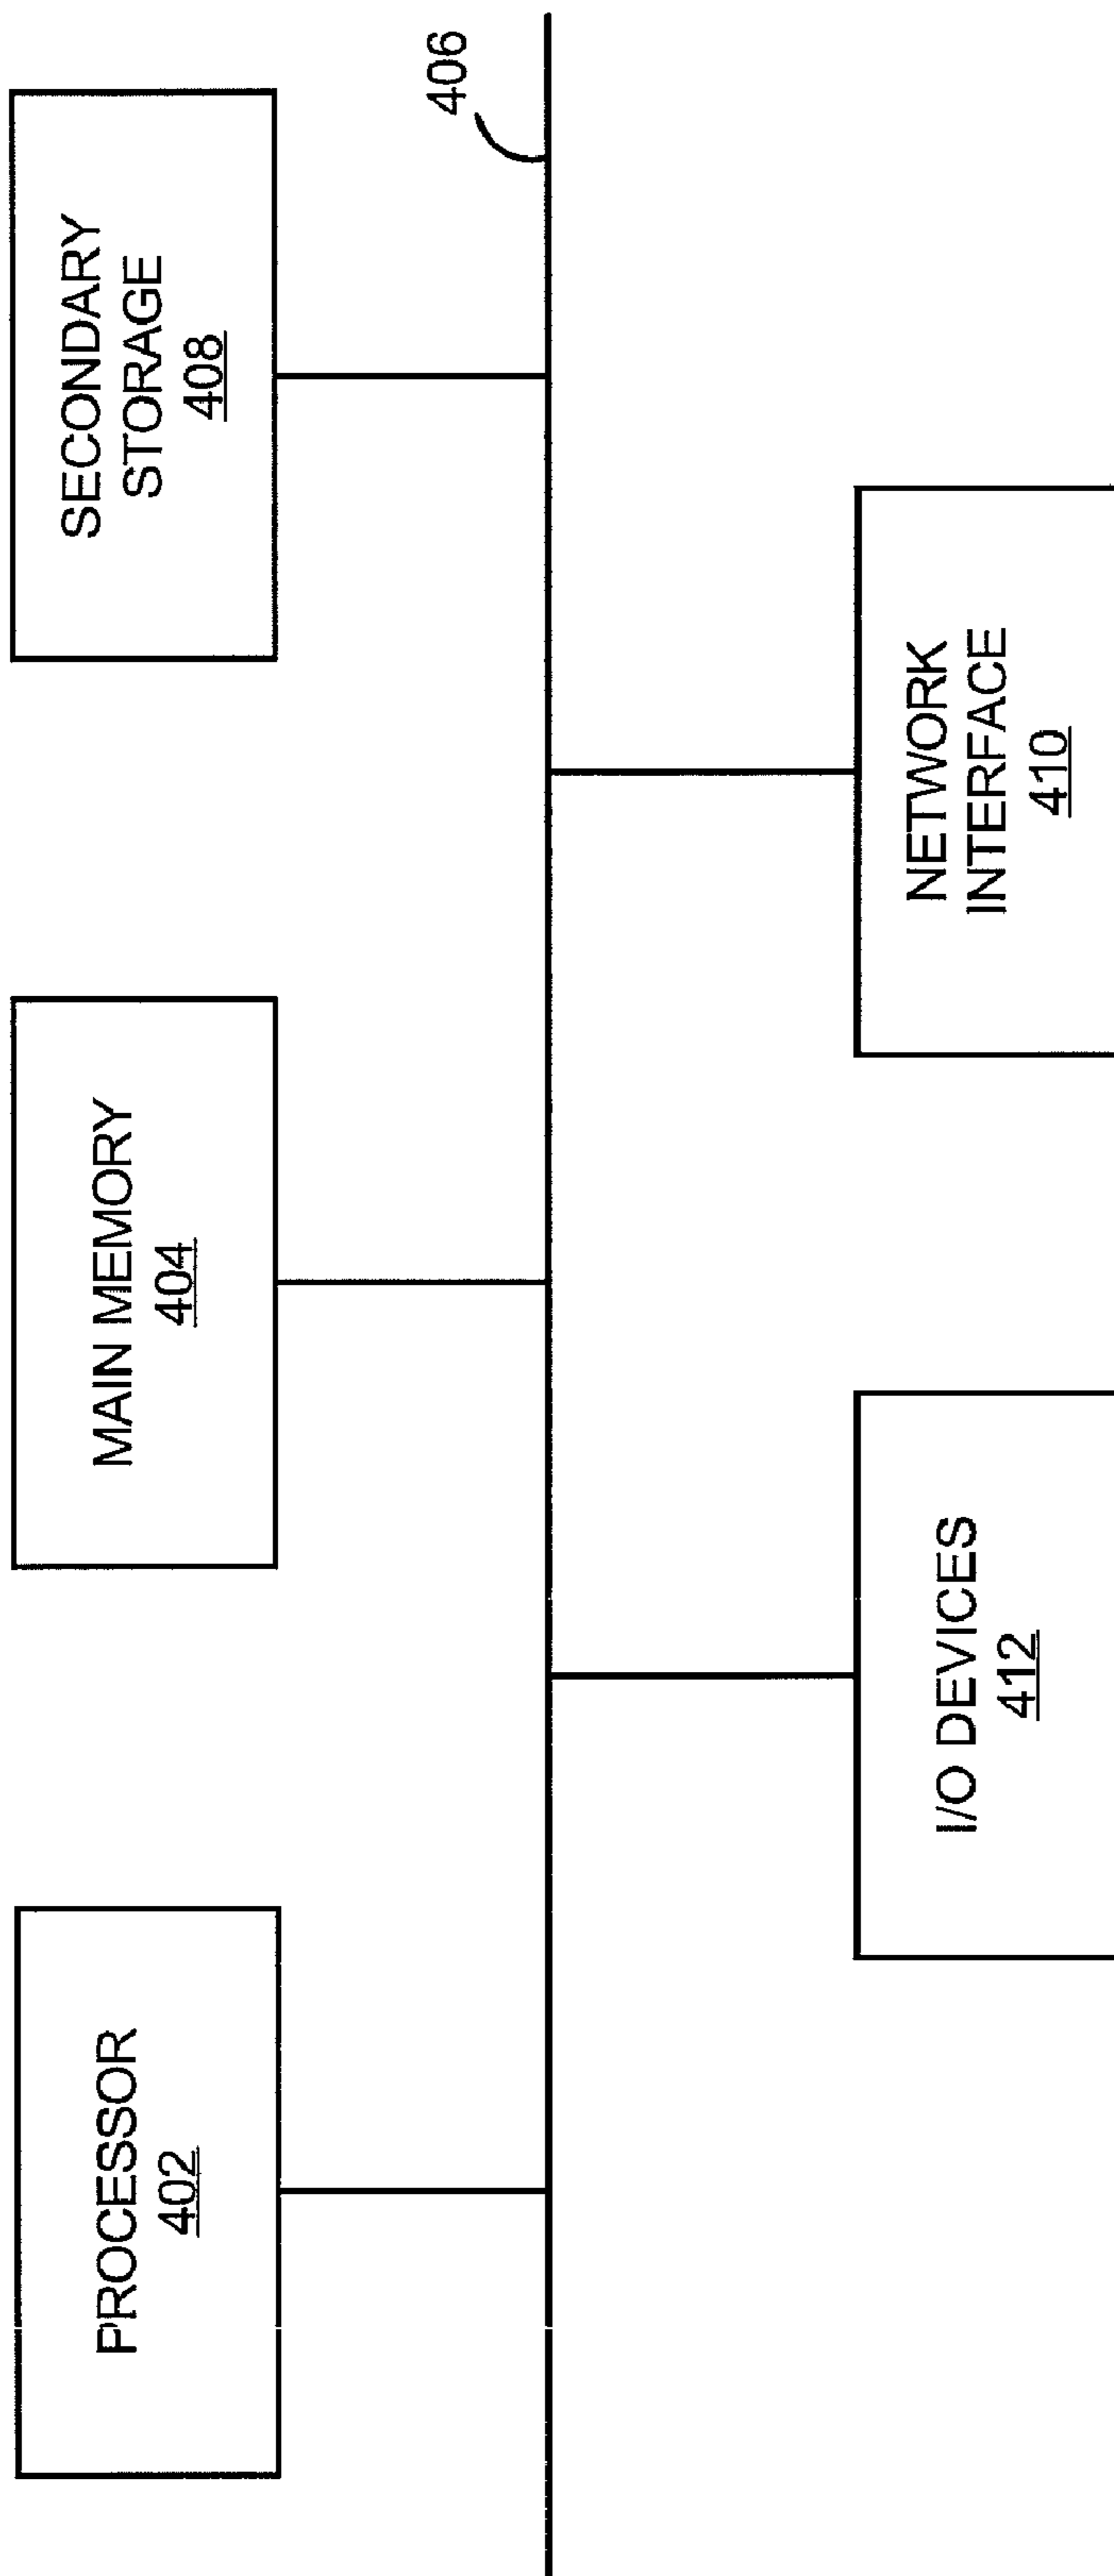 PROCESSOR
402
MAIN MEMORY
404
SECONDARY
STORAGE
408
406
I/O DEVICES
412
NETWORK
INTERFACE
410